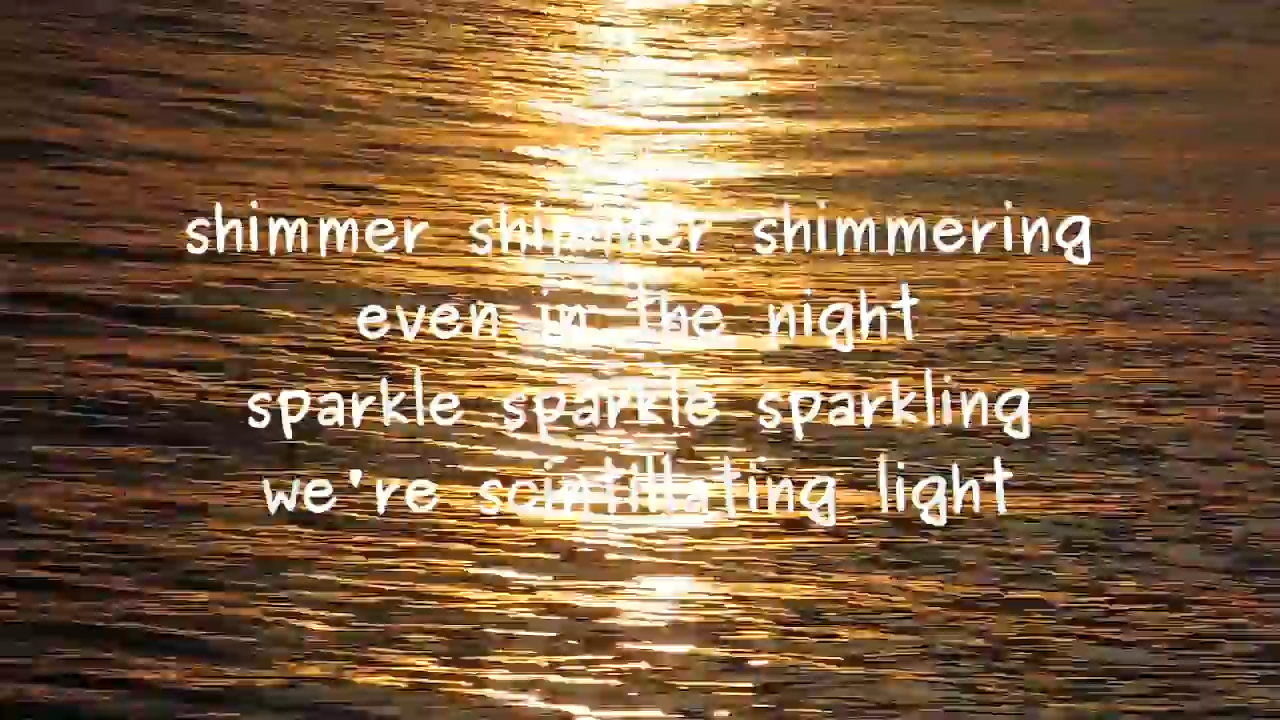 shimmer shimmer shimmering
even in the night
sparkle sparkle sparkling
we're scintillating light